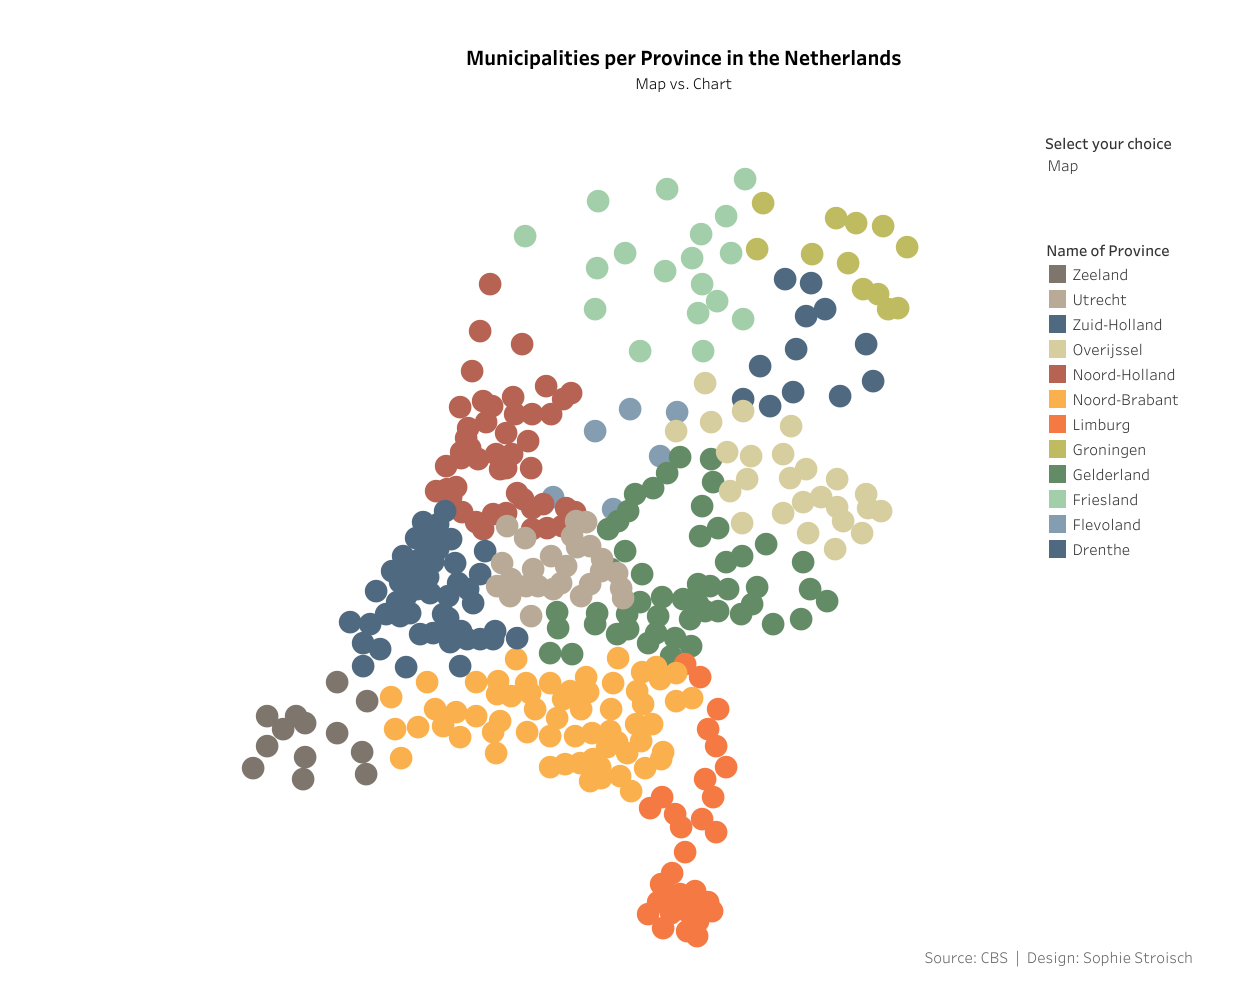 Municipalities per Province in the Netherlands
Map vs. Chart
Select your choice
Map
Name of Province
Zeeland
Utrecht
Zuid-Holland
Overijssel
Noord-Holland
Noord-Brabant
Limburg
Groningen
Gelderland
Friesland
Flevoland
Drenthe
Source: CBS | Design: Sophie Stroisch